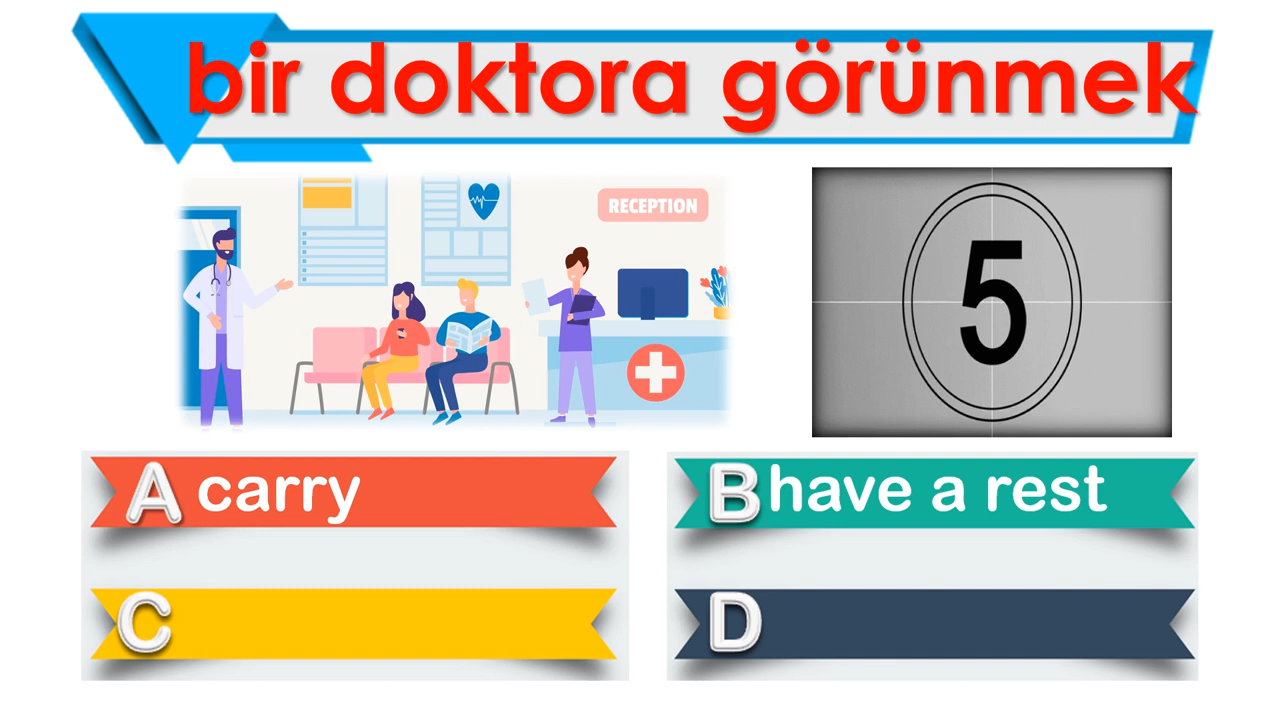 bir doktora görünmek
RECEPTION
5
A carry
B have a rest
C
D